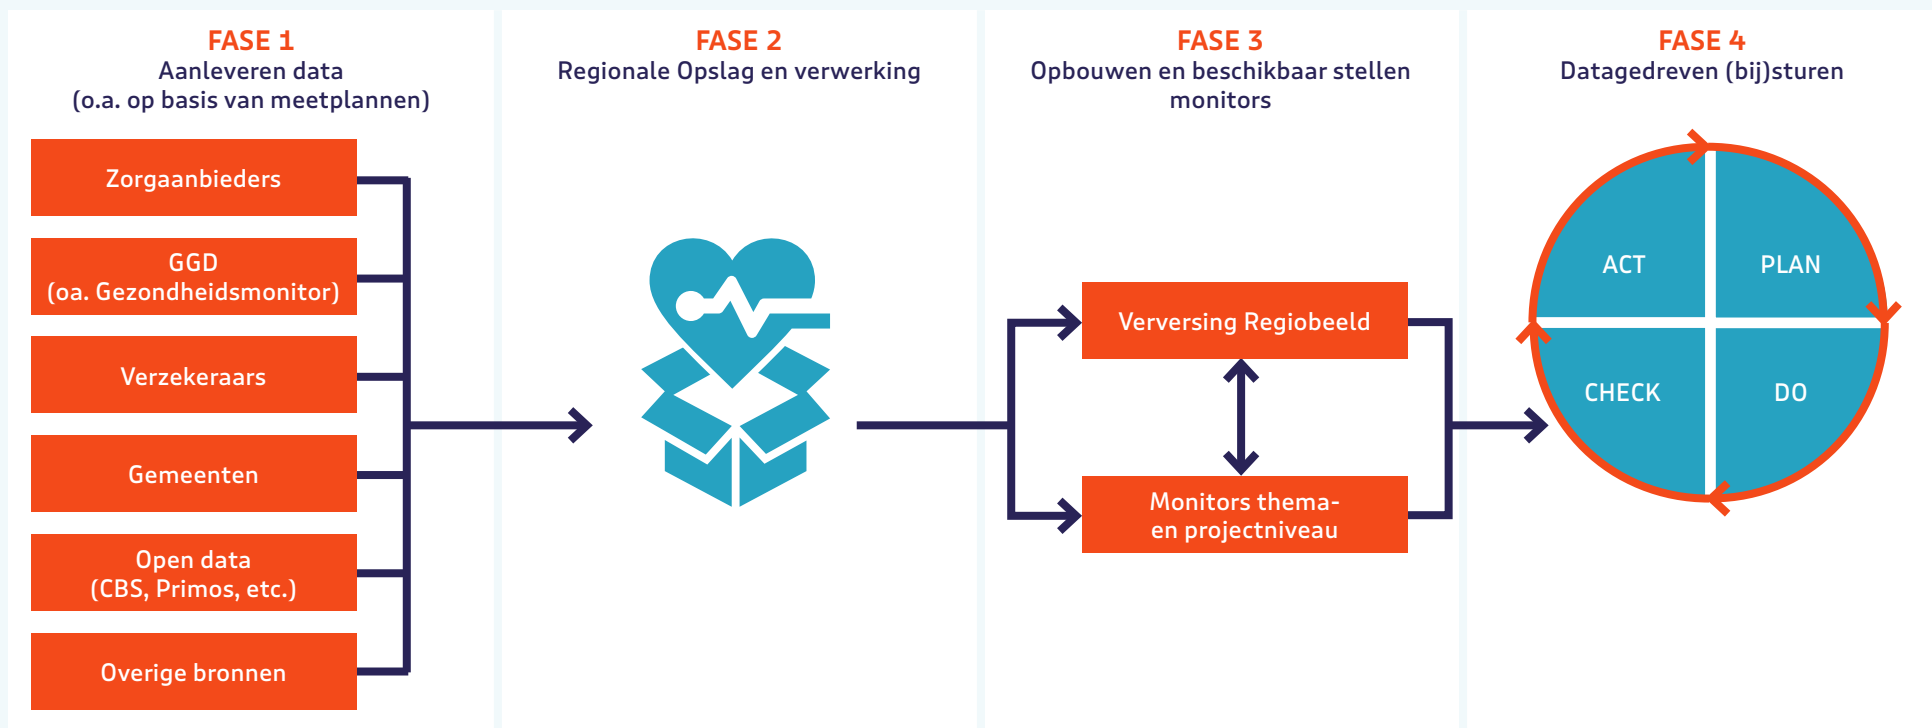 FASE 1
Aanleveren data
(o.a. op basis van meetplannen)
Zorgaanbieders
GGD
(oa. Gezondheidsmonitor)
Verzekeraars
Gemeenten
Open data
(CBS, Primos, etc.)
Overige bronnen
FASE 2
Regionale Opslag en verwerking
FASE 3
Opbouwen en beschikbaar stellen
monitors
Verversing Regiobeeld
Monitors thema-
en projectniveau
FASE 4
Datagedreven (bij)sturen
ACT
PLAN
CHECK
DO